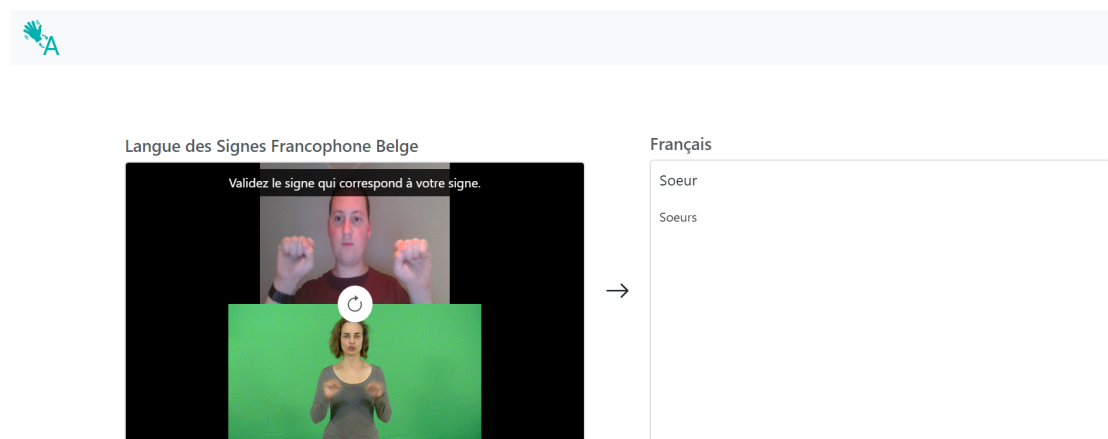 A
Langue des Signes Francophone Belge
Validez le signe qui correspond à votre signe.
Français
Soeur
Soeurs